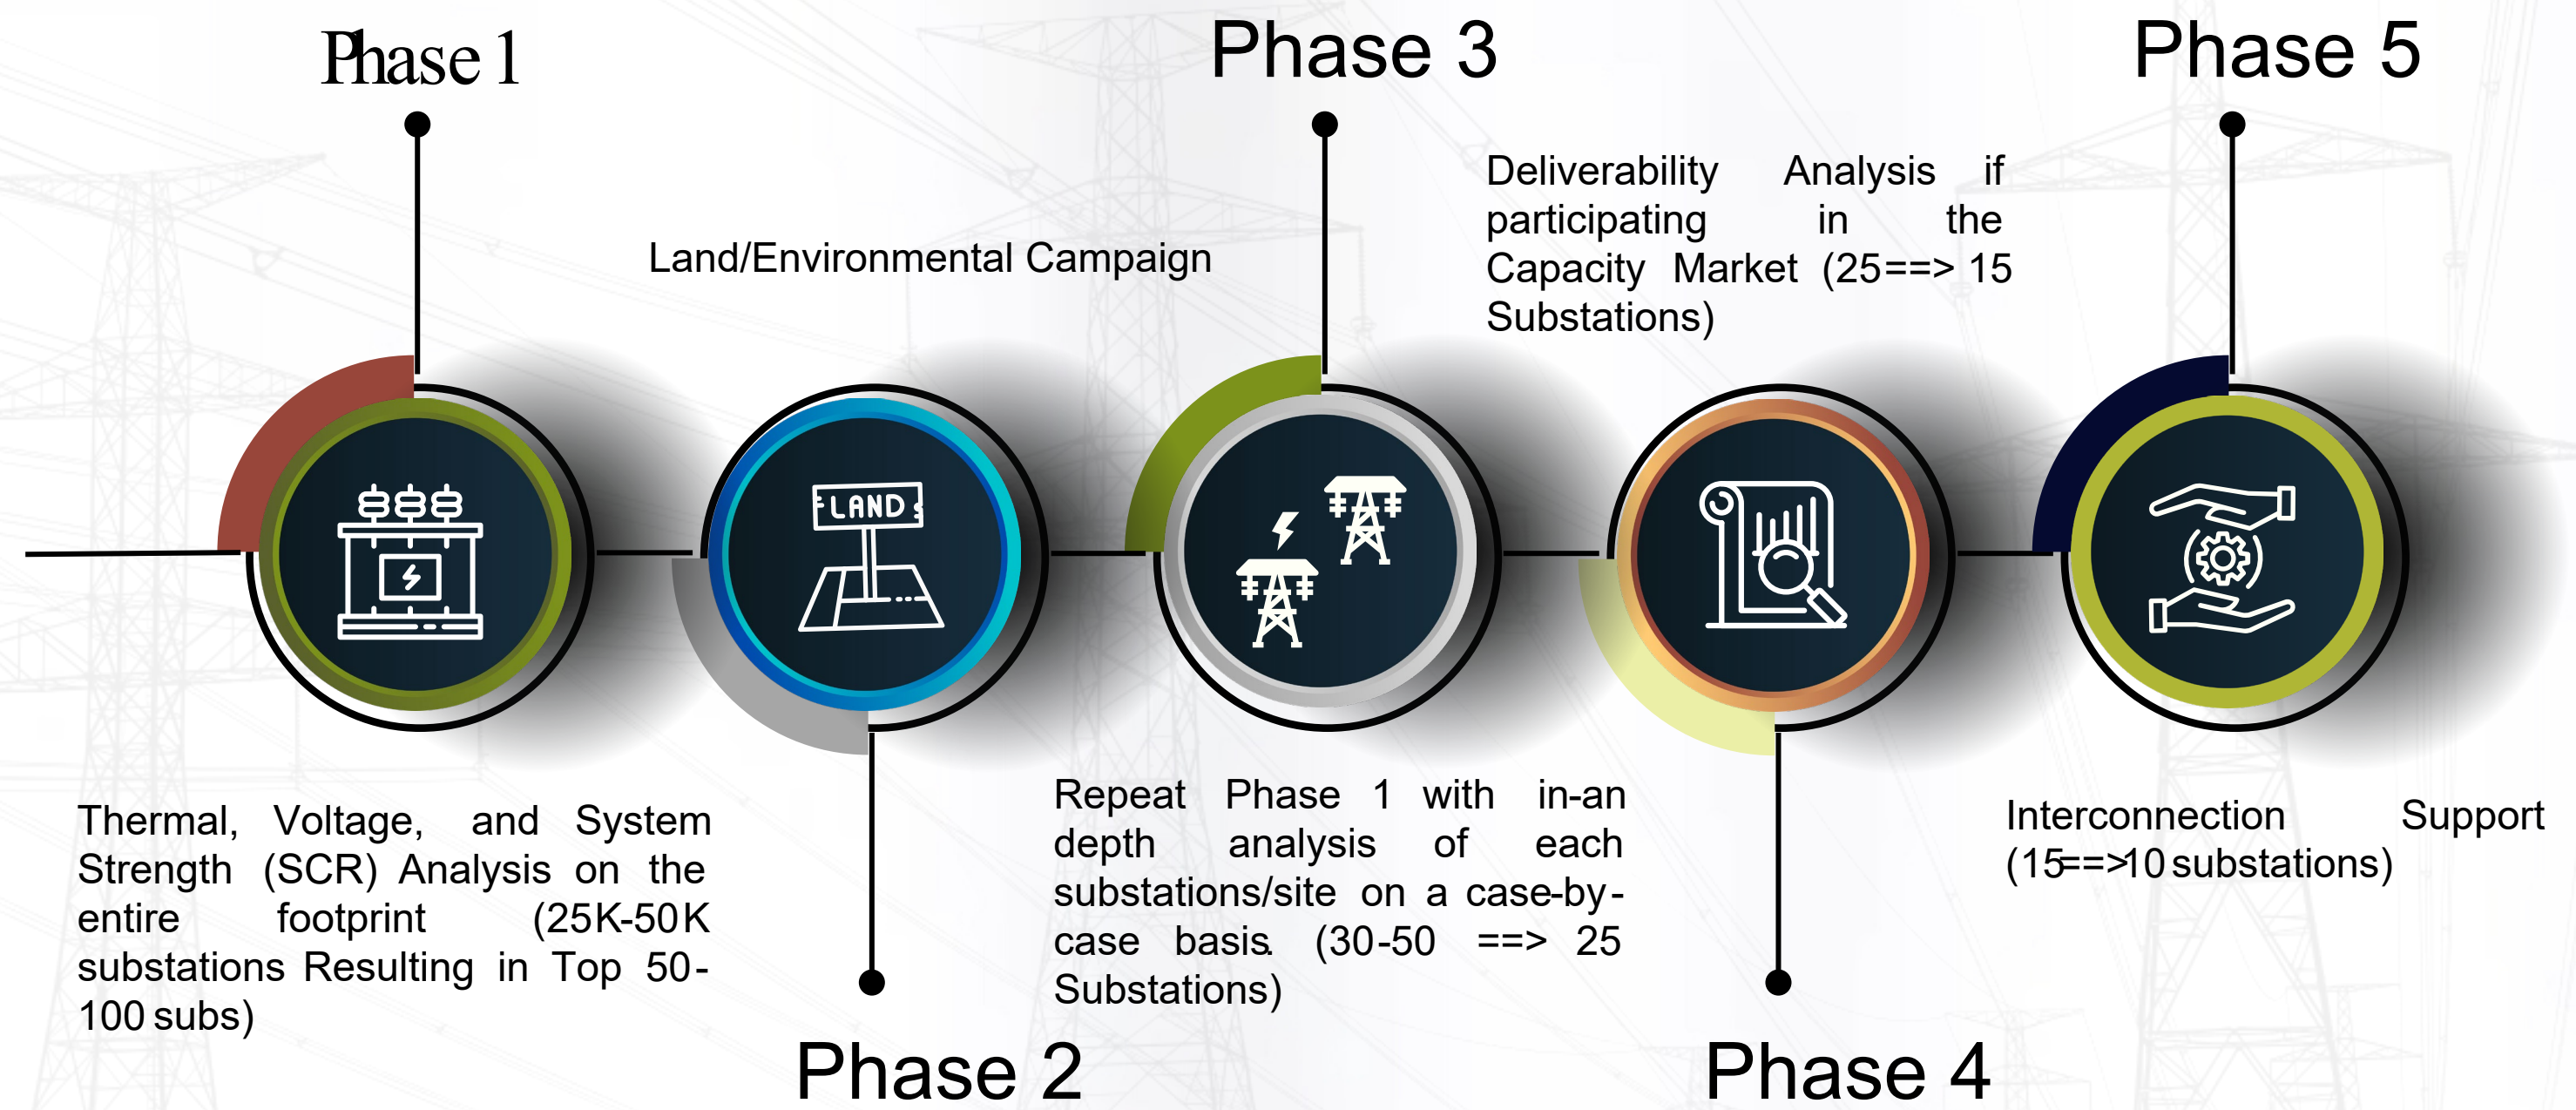 Phase 1
Thermal, Voltage, and System
Strength (SCR) Analysis on the
entire footprint (25K-50K
substations Resulting in Top 50-
100 subs)
Land/Environmental Campaign
LAND
Phase 2
Phase 3
Repeat Phase 1 with in-an
depth analysis of each
substations/site on a case-by-
case basis. (30-50 ==> 25
Substations)
Deliverability Analysis if
participating in the
Capacity Market (25==> 15
Substations)
Phase 4
Phase 5
Interconnection Support
(15==>10 substations)